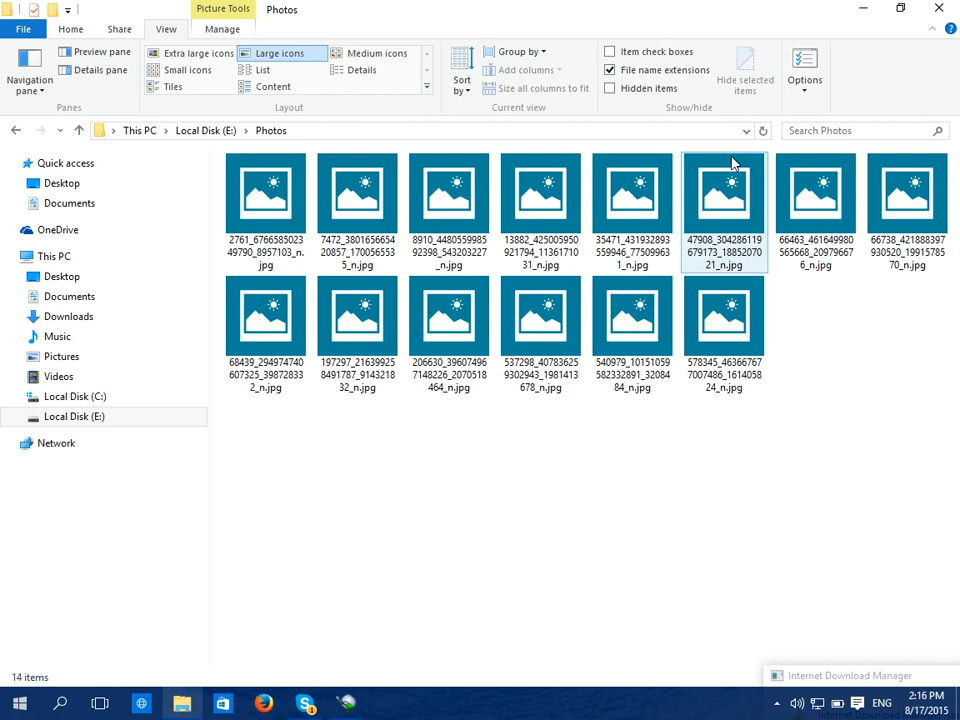 Picture Tools
Photos
File
Home
Share
View
Manage
Navigation pane
Preview pane
Details pane
Panes
Extra large icons
Large icons
Medium icons
Small icons
List
Details
Tiles
Content
Layout
Sort by
Group by
Add columns
Size all columns to fit
Current view
Item check boxes
File name extensions
Hidden items
Hide selected items
Show/hide
Options
This PC
Local Disk (E:)
Photos
Search Photos
Quick access
Desktop
Documents
OneDrive
This PC
Desktop
Documents
Downloads
Music
Pictures
Videos
Local Disk (C:)
Local Disk (E:)
Network
2761_6766585023
49790_8957103_n.
jpg
7472_3801656654
20857_170056553
5_n.jpg
8910_4480559985
92398_543203227
_n.jpg
13882_425005950
921794_11361710
31_n.jpg
35471_431932893
559946_77509963
1_n.jpg
47908_304286119
679173_18852070
21_n.jpg
66463_461649980
565668_20979667
6_n.jpg
66738_421888397
930520_19915785
70_n.jpg
68439_294974740
607325_39872833
2_n.jpg
197297_21639925
8491787_9143218
32_n.jpg
206630_39607496
7148226_2070518
464_n.jpg
537298_40783625
9302943_1981413
678_n.jpg
540979_10151059
582332891_32084
84_n.jpg
578345_46366767
7007486_1614058
24_n.jpg
14 items
Internet Download Manager
1
ENG
2:16 PM
8/17/2015